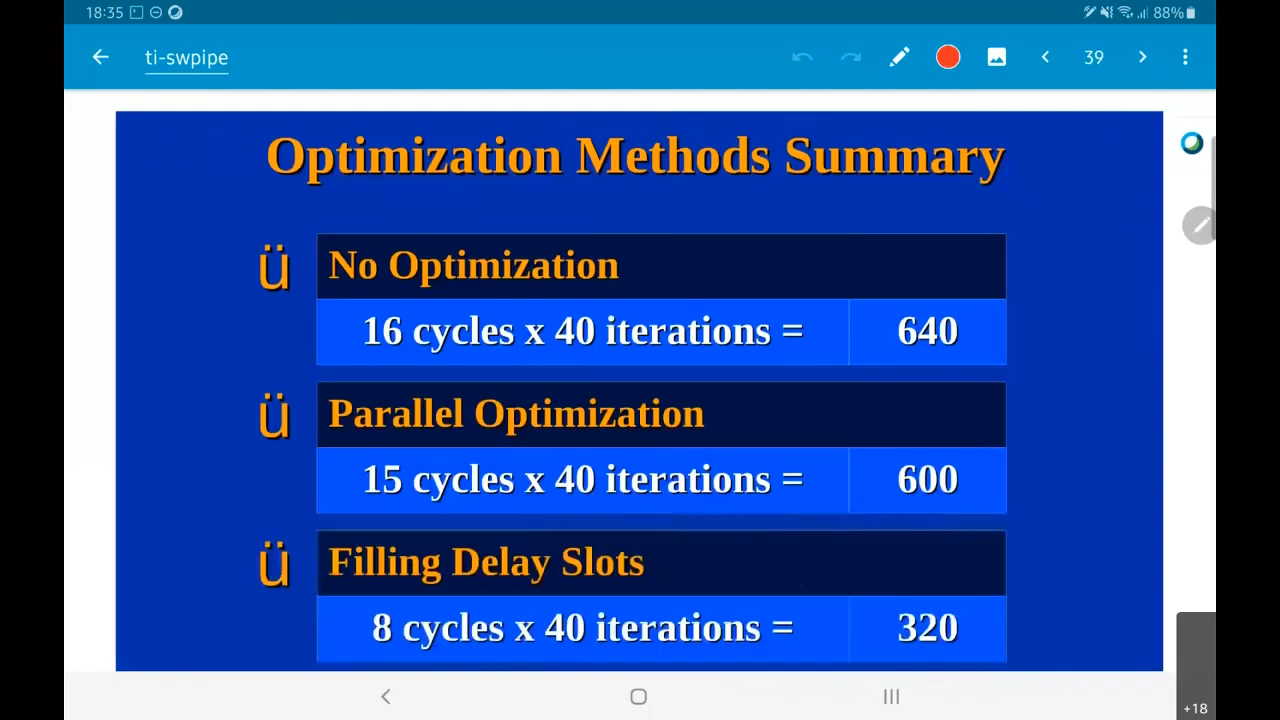 18:35
88%
ti-swpipe
39
Optimization Methods Summary
ü No Optimization
16 cycles x 40 iterations = 640
ü Parallel Optimization
15 cycles x 40 iterations = 600
ü Filling Delay Slots
8 cycles x 40 iterations = 320
+18